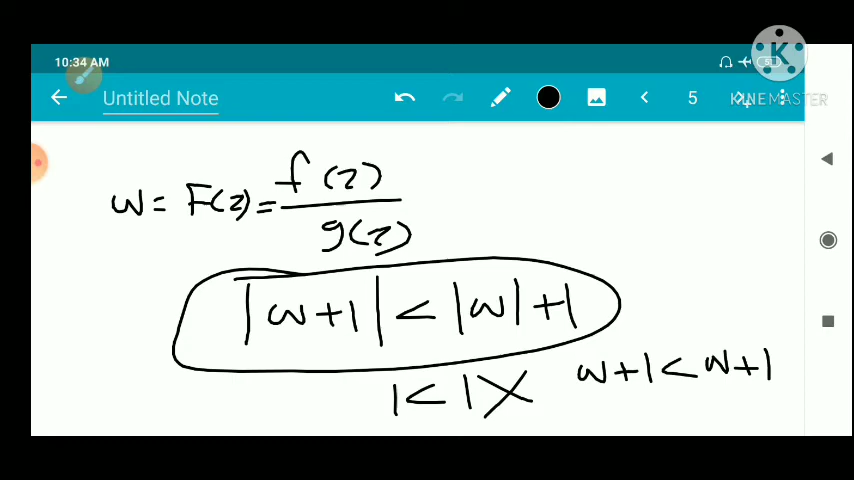 10:34 AM
K
KINEMASTER
Untitled Note
5
w = F(z) = f(z) / g(z)
|w+1| < |w| + 1
w+1 < w+1
1 < 1 X